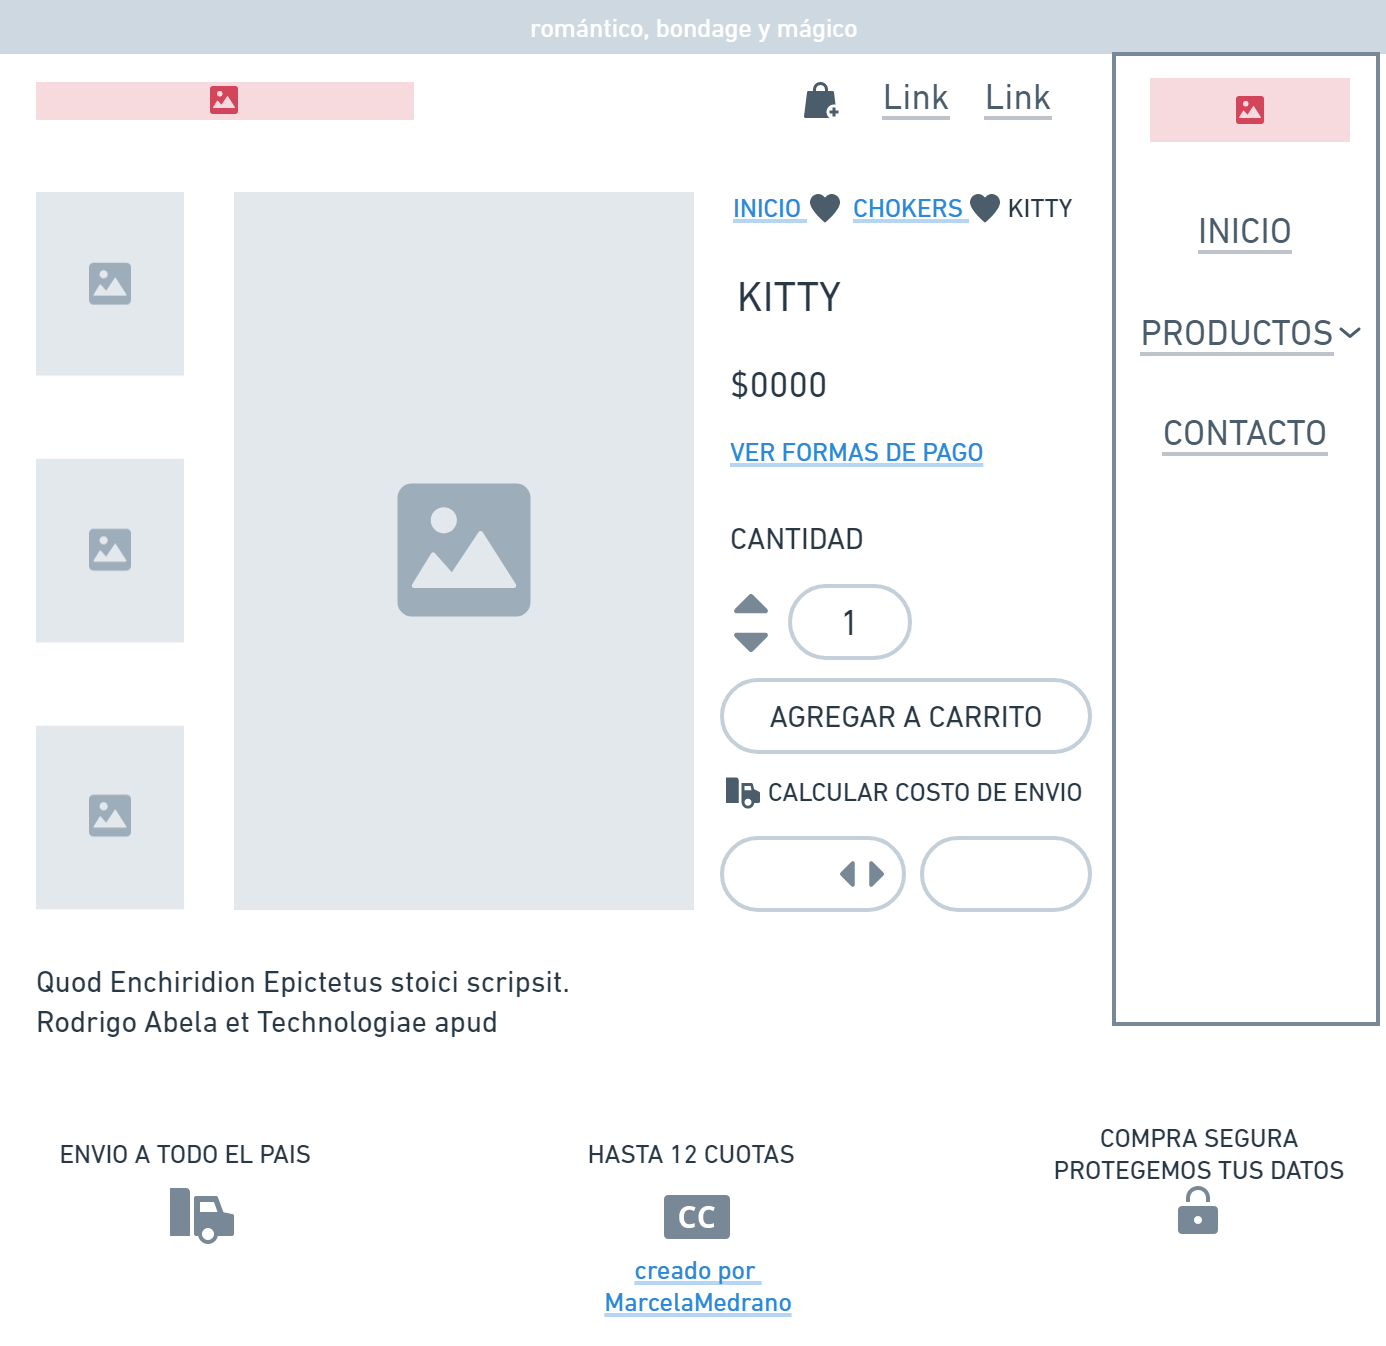 romántico, bondage y mágico
Link Link
INICIO CHOKERS KITTY
KITTY
$0000
VER FORMAS DE PAGO
CANTIDAD
1
AGREGAR A CARRITO
CALCULAR COSTO DE ENVIO
INICIO
PRODUCTOS
CONTACTO
Quod Enchiridion Epictetus stoici scripsit.
Rodrigo Abela et Technologiae apud
ENVIO A TODO EL PAIS
HASTA 12 CUOTAS
CC
creado por
MarcelaMedrano
COMPRA SEGURA
PROTEGEMOS TUS DATOS